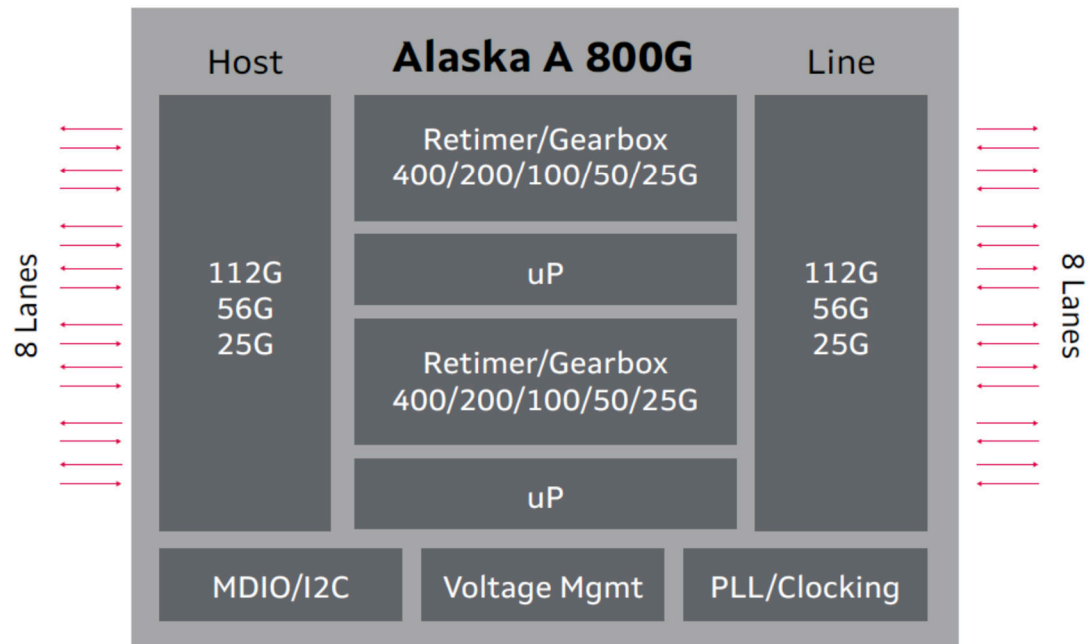 Alaska A 800G
Host
Line
8 Lanes
112G
56G
25G
Retimer/Gearbox
400/200/100/50/25G
uP
Retimer/Gearbox
400/200/100/50/25G
uP
112G
56G
25G
8 Lanes
MDIO/I2C
Voltage Mgmt
PLL/Clocking